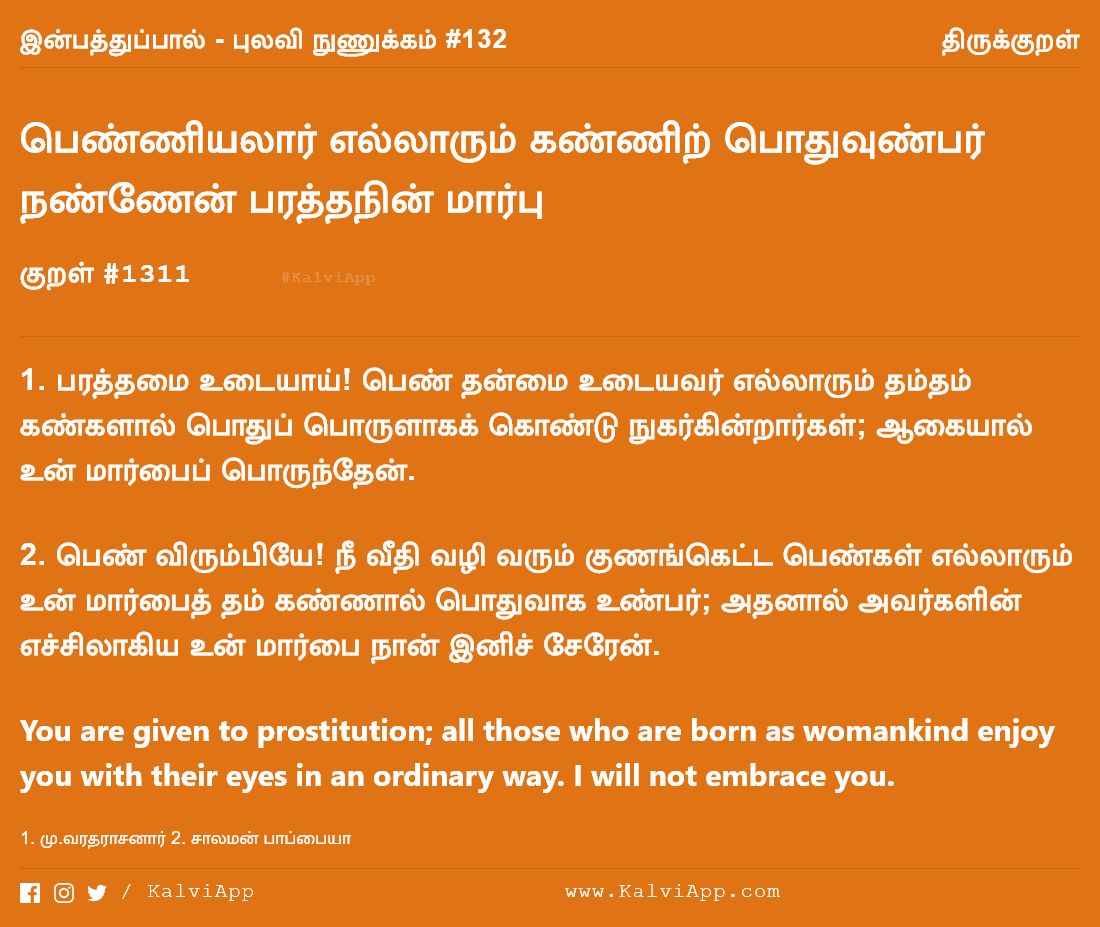 இன்பத்துப்பால் - புலவி நுணுக்கம் #132 திருக்குறள்
பெண்ணியலார் எல்லாரும் கண்ணிற் பொதுவுண்பர்
நண்ணேன் பரத்தநின் மார்பு
குறள் #1311 #KalviApp
1. பரத்தமை உடையாய்! பெண் தன்மை உடையவர் எல்லாரும் தம்தம்
கண்களால் பொதுப் பொருளாகக் கொண்டு நுகர்கின்றார்கள்; ஆகையால்
உன் மார்பைப் பொருந்தேன்.
2. பெண் விரும்பியே! நீ வீதி வழி வரும் குணங்கெட்ட பெண்கள் எல்லாரும்
உன் மார்பைத் தம் கண்ணால் பொதுவாக உண்பர்; அதனால் அவர்களின்
எச்சிலாகிய உன் மார்பை நான் இனிச் சேரேன்.
You are given to prostitution; all those who are born as womankind enjoy
you with their eyes in an ordinary way. I will not embrace you.
1. மு.வரதராசனார் 2. சாலமன் பாப்பையா
/ KalviApp www.KalviApp.com